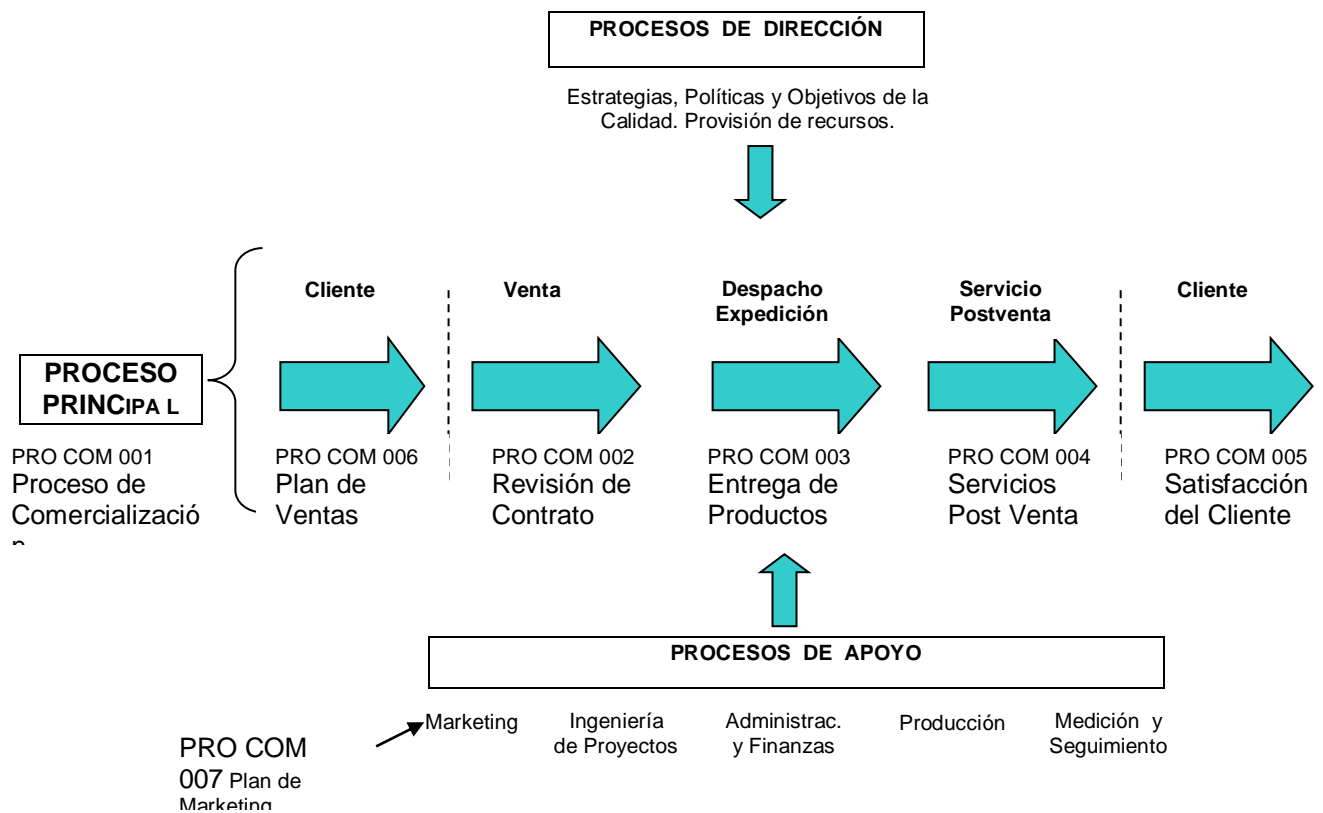 PROCESOS DE DIRECCIÓN
Estrategias, Políticas y Objetivos de la
Calidad. Provisión de recursos.
Cliente
Venta
Despacho
Expedición
Servicio
Postventa
Cliente
PROCESO
PRINCIPA L
PRO COM 001
Proceso de
Comercializació
n
PRO COM 006
Plan de
Ventas
PRO COM 002
Revisión de
Contrato
PRO COM 003
Entrega de
Productos
PRO COM 004
Servicios
Post Venta
PRO COM 005
Satisfacción
del Cliente
PROCESOS DE APOYO
Marketing
Ingeniería
de Proyectos
Administrac.
y Finanzas
Producción
Medición y
Seguimiento
PRO COM
007 Plan de
Marketing